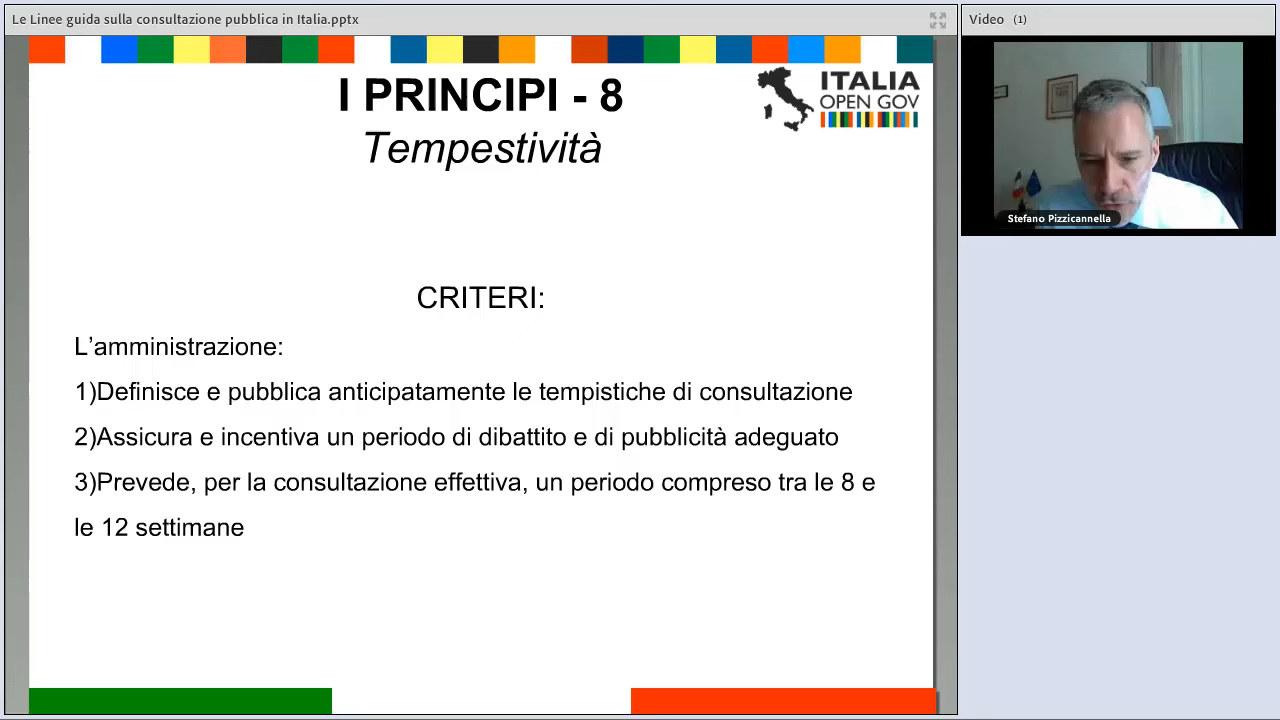 Le Linee guida sulla consultazione pubblica in Italia.pptx
Video (1)
I PRINCIPI - 8
Tempestività
ITALIA
OPEN GOV
Stefano Pizzicannella
CRITERI:
L’amministrazione:
1)Definisce e pubblica anticipatamente le tempistiche di consultazione
2)Assicura e incentiva un periodo di dibattito e di pubblicità adeguato
3)Prevede, per la consultazione effettiva, un periodo compreso tra le 8 e
le 12 settimane